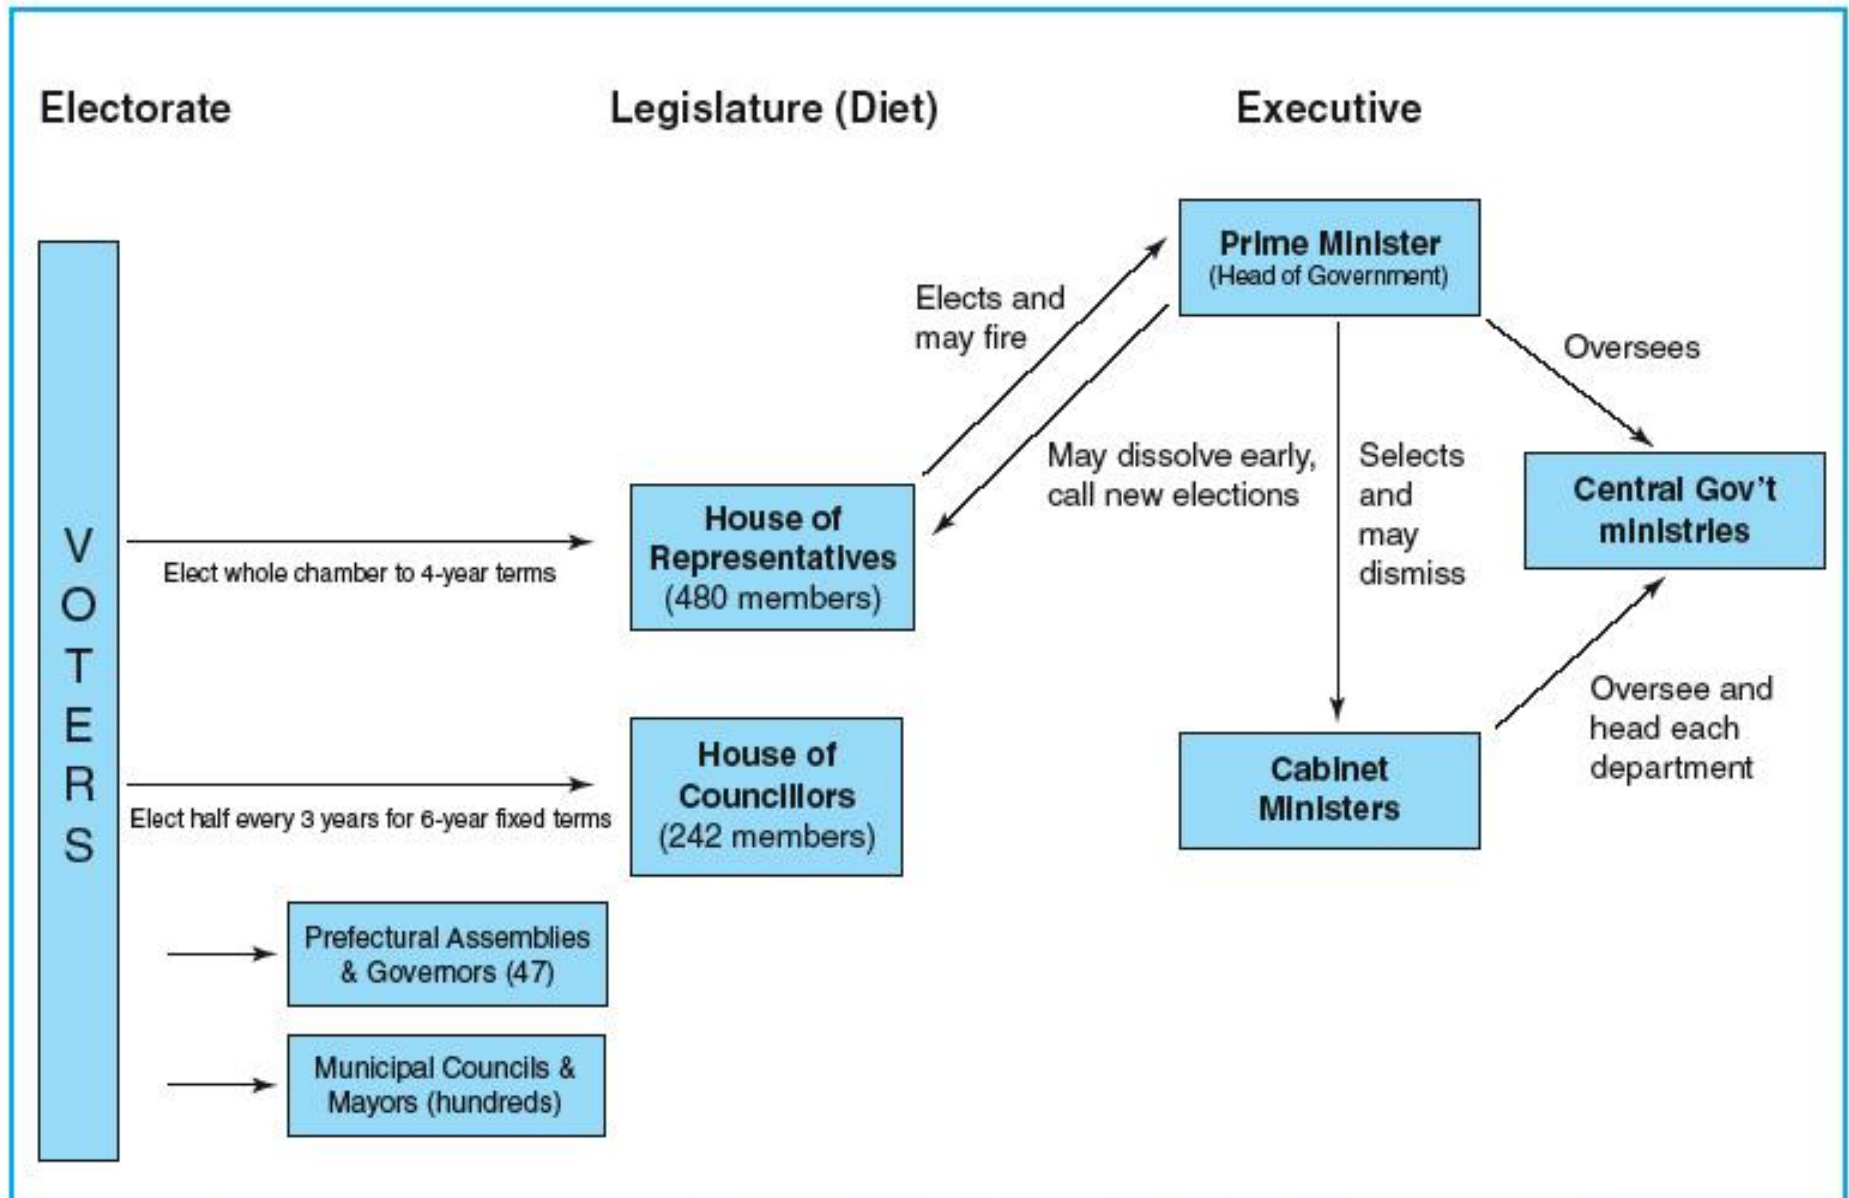 Electorate
Legislature (Diet)
Executive
VOTERS
Elect whole chamber to 4-year terms
Elect half every 3 years for 6-year fixed terms
Prefectural Assemblies
& Governors (47)
Municipal Councils &
Mayors (hundreds)
House of
Representatives
(480 members)
House of
Councillors
(242 members)
Elects and
may fire
May dissolve early,
call new elections
Prime Minister
(Head of Government)
Selects
and
may
dismiss
Oversees
Central Gov't
ministries
Cabinet
Ministers
Oversee and
head each
department